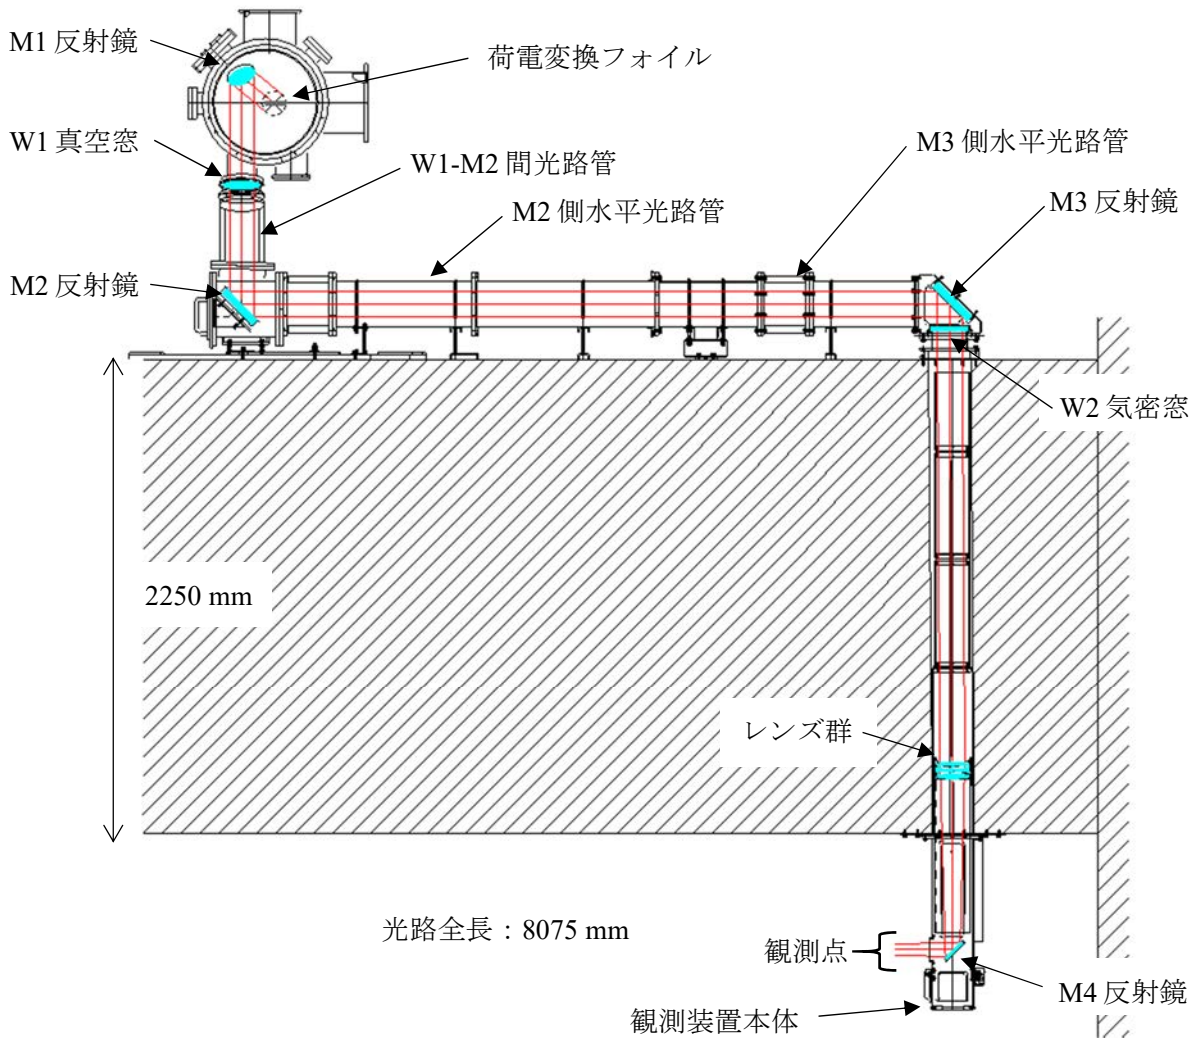 M1 反射鏡
荷電変換フォイル
W1 真空窓
W1-M2 間光路管
M3 側水平光路管
M2 側水平光路管
M3 反射鏡
M2 反射鏡
W2 気密窓
2250 mm
レンズ群
光路全長：8075 mm
観測点
M4 反射鏡
観測装置本体